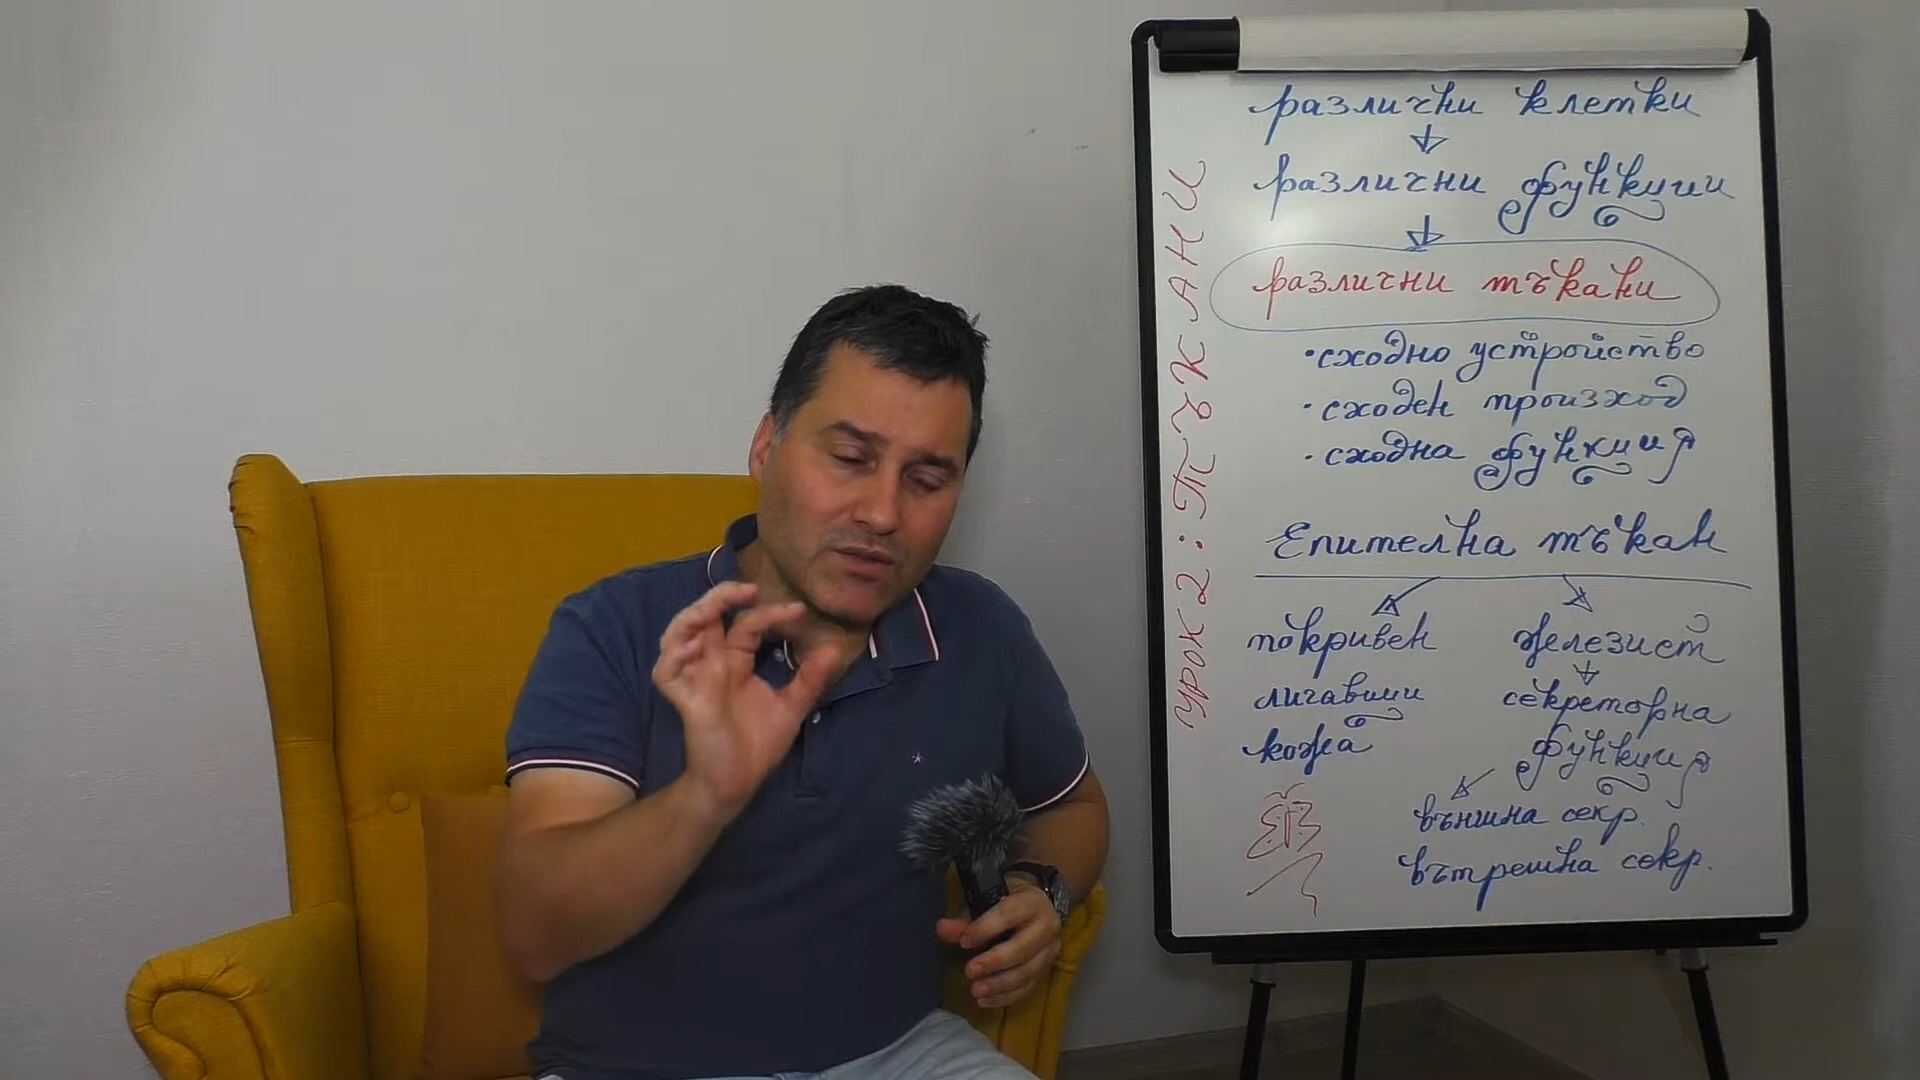 УРОК 2: ТЪКАНИ
различни клетки
различни функции
различни тъкани
• сходно устройство
• сходен произход
• сходна функция
Епителна тъкан
покривен железист
лигавици секреторна
кожа функция
външна секр.
вътрешна секр.